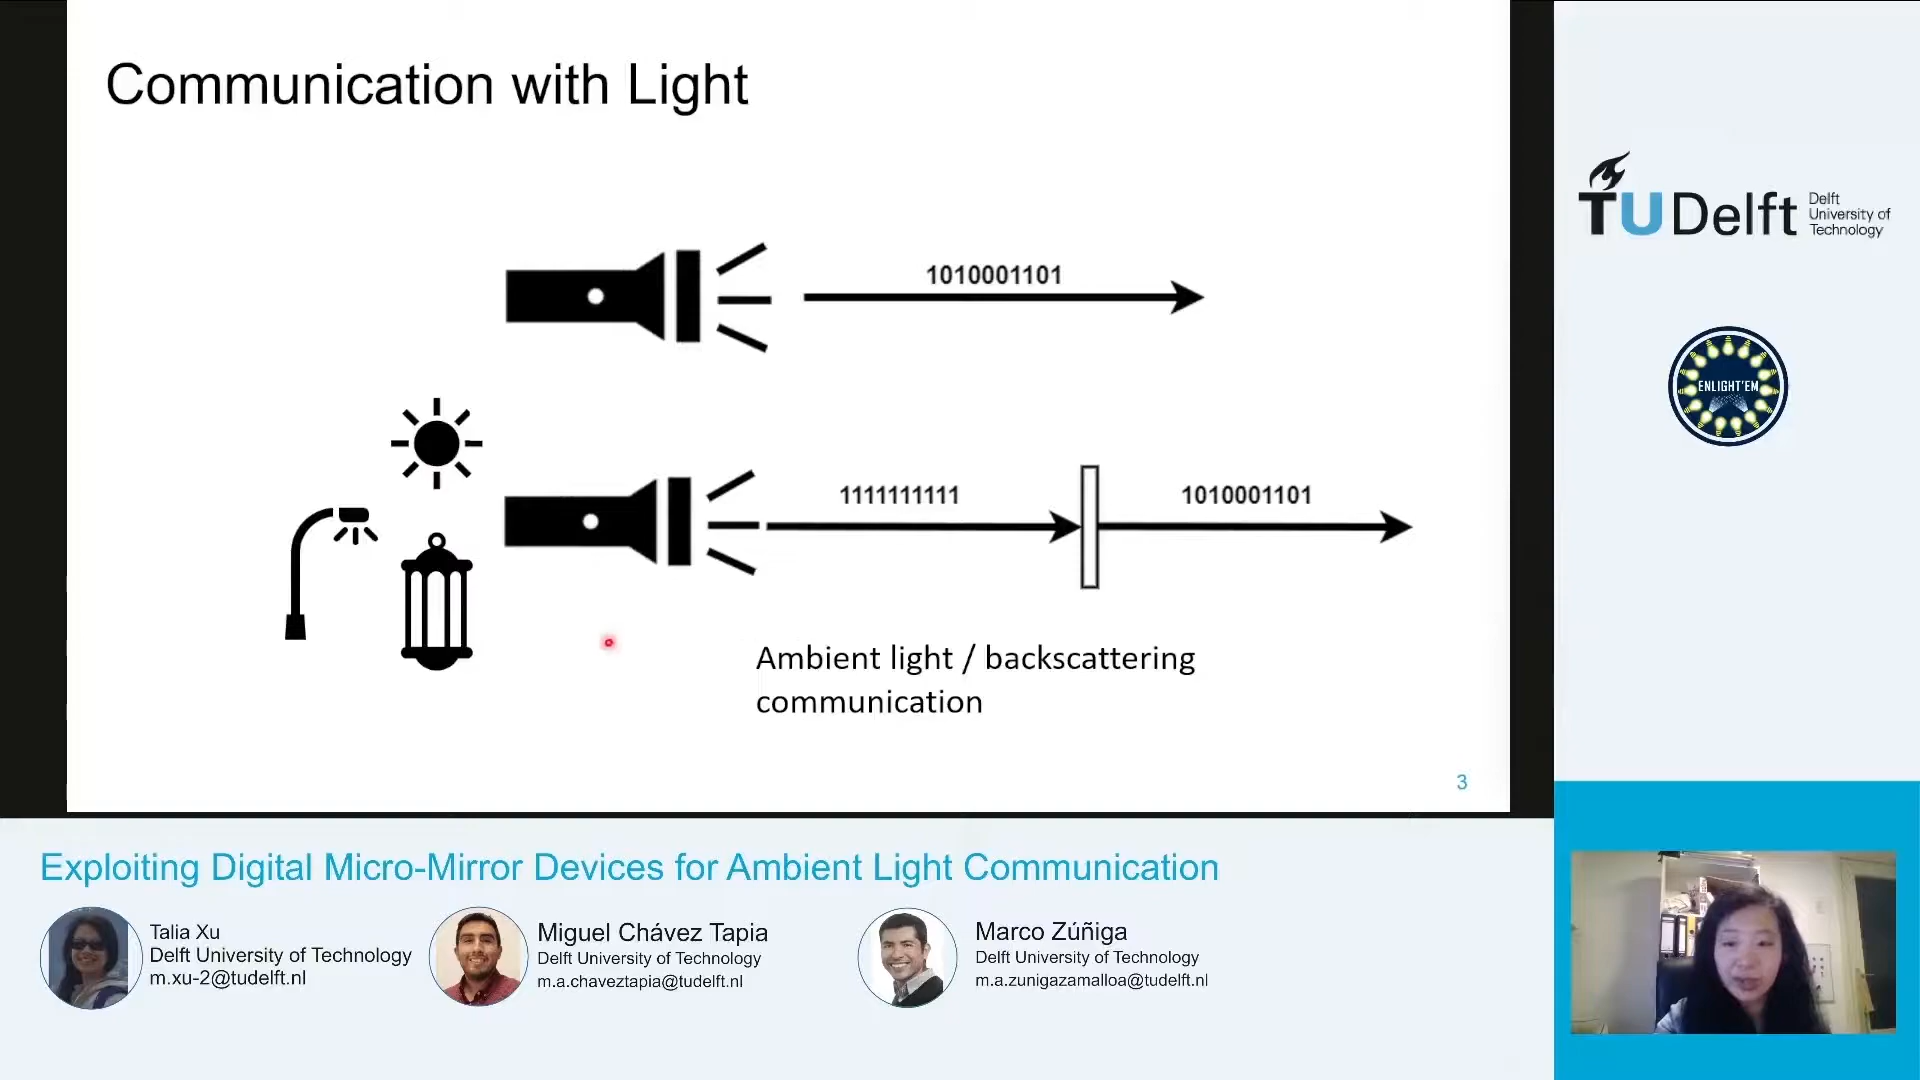 Communication with Light
1010001101
1111111111
1010001101
Ambient light / backscattering
communication
3
TUDelft
Delft
University of
Technology
ENLIGHT'EM
Exploiting Digital Micro-Mirror Devices for Ambient Light Communication
Talia Xu
Delft University of Technology
m.xu-2@tudelft.nl
Miguel Chávez Tapia
Delft University of Technology
m.a.chaveztapia@tudelft.nl
Marco Zúñiga
Delft University of Technology
m.a.zunigazamalloa@tudelft.nl